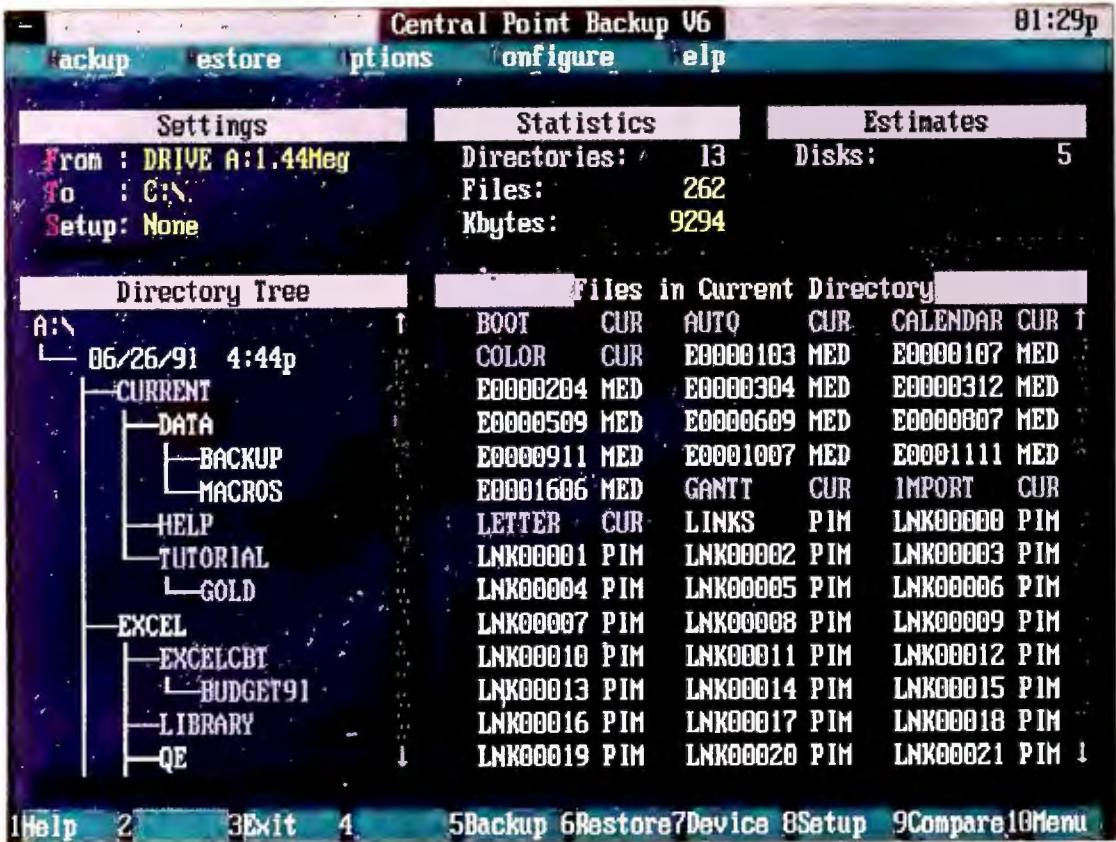 Central Point Backup V6 01:29p
ackup estore ptions onfigure elp
Settings
From : DRIVE A:1.44Meg
To : C:\
Setup: None
Statistics
Directories: 13
Files: 262
Kbytes: 9294
Estimates
Disks: 5
Directory Tree
A:\
06/26/91 4:44p
CURRENT
DATA
BACKUP
MACROS
HELP
TUTORIAL
GOLD
EXCEL
EXCELCBT
BUDGET91
LIBRARY
QE
Files in Current Directory
BOOT CUR AUTO CUR CALENDAR CUR
COLOR CUR E0000103 MED E0000107 MED
E0000204 MED E0000304 MED E0000312 MED
E0000509 MED E0000609 MED E0000807 MED
E0000911 MED E0001007 MED E0001111 MED
E0001606 MED GANTT CUR IMPORT CUR
LETTER CUR LINKS PIM LNK00000 PIM
LNK00001 PIM LNK00002 PIM LNK00003 PIM
LNK00004 PIM LNK00005 PIM LNK00006 PIM
LNK00007 PIM LNK00008 PIM LNK00009 PIM
LNK00010 PIM LNK00011 PIM LNK00012 PIM
LNK00013 PIM LNK00014 PIM LNK00015 PIM
LNK00016 PIM LNK00017 PIM LNK00018 PIM
LNK00019 PIM LNK00020 PIM LNK00021 PIM
1Help 2 3Exit 4 5Backup 6Restore7Device 8Setup 9Compare10Menu